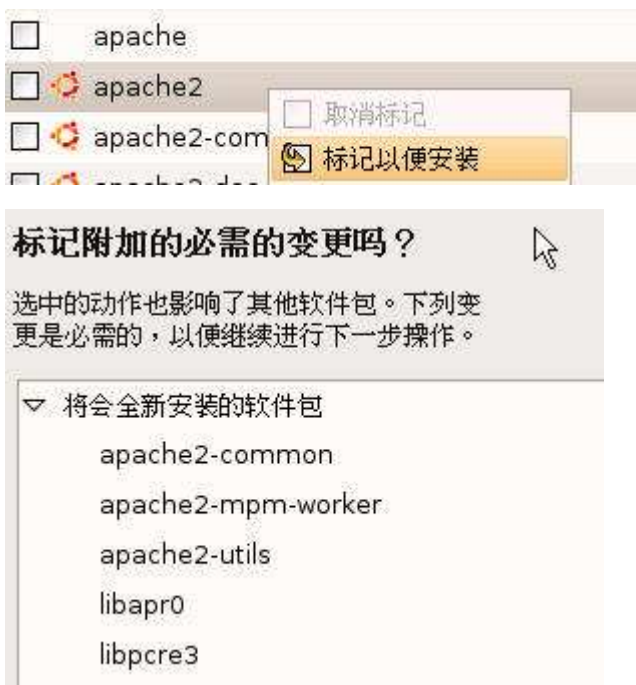 apache
apache2
取消标记
apache2-com
标记以便安装
标记附加的必需的变更吗？
选中的动作也影响了其他软件包。下列变
更是必需的，以便继续进行下一步操作。
将会全新安装的软件包
apache2-common
apache2-mpm-worker
apache2-utils
libapr0
libpcre3